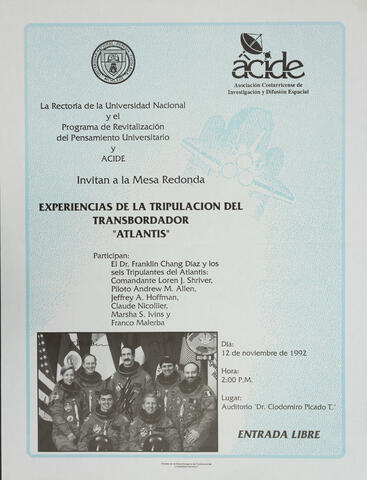 acide
Asociación Costarricense de
Investigación y Difusión Espacial
La Rectoría de la Universidad Nacional
y el
Programa de Revitalización
del Pensamiento Universitario
y
ACIDE
Invitan a la Mesa Redonda
EXPERIENCIAS DE LA TRIPULACION DEL
TRANSBORDADOR
"ATLANTIS"
Participan:
El Dr. Franklin Chang Díaz y los
seis Tripulantes del Atlantis:
Comandante Loren J. Shriver,
Piloto Andrew M. Allen,
Jeffrey A. Hoffman,
Claude Nicollier,
Marsha S. Ivins y
Franco Malerba
Día:
12 de noviembre de 1992
Hora:
2:00 P.M.
Lugar:
Auditorio "Dr. Clodomiro Picado T."
ENTRADA LIBRE